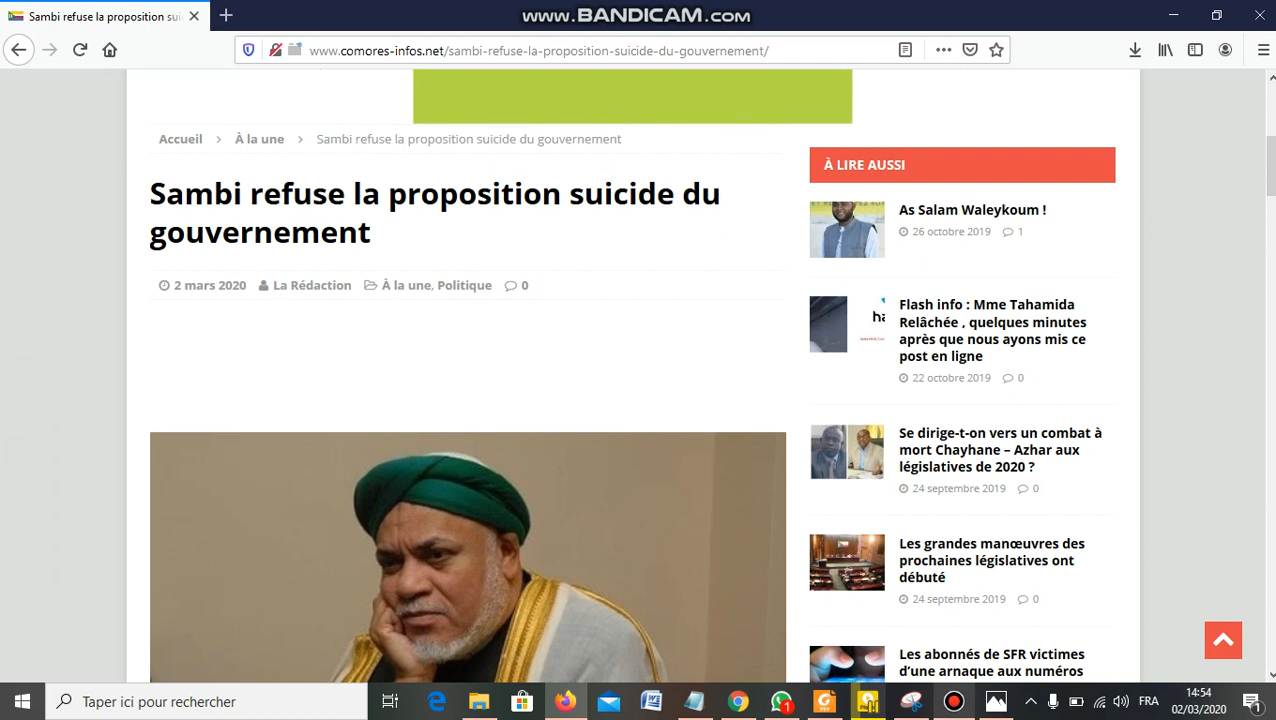 www.BANDICAM.com
Sambi refuse la proposition sui
www.comores-infos.net/sambi-refuse-la-proposition-suicide-du-gouvernement/
Accueil > À la une > Sambi refuse la proposition suicide du gouvernement
Sambi refuse la proposition suicide du
gouvernement
2 mars 2020 La Rédaction À la une, Politique 0
À LIRE AUSSI
As Salam Waleykoum !
26 octobre 2019 1
Flash info : Mme Tahamida
Relâchée , quelques minutes
après que nous ayons mis ce
post en ligne
22 octobre 2019 0
Se dirige-t-on vers un combat à
mort Chayhane – Azhar aux
législatives de 2020 ?
24 septembre 2019 0
Les grandes manœuvres des
prochaines législatives ont
débuté
24 septembre 2019 0
Les abonnés de SFR victimes
d'une arnaque aux numéros
Taper ici pour rechercher
1
FRA
14:54
02/03/2020
1